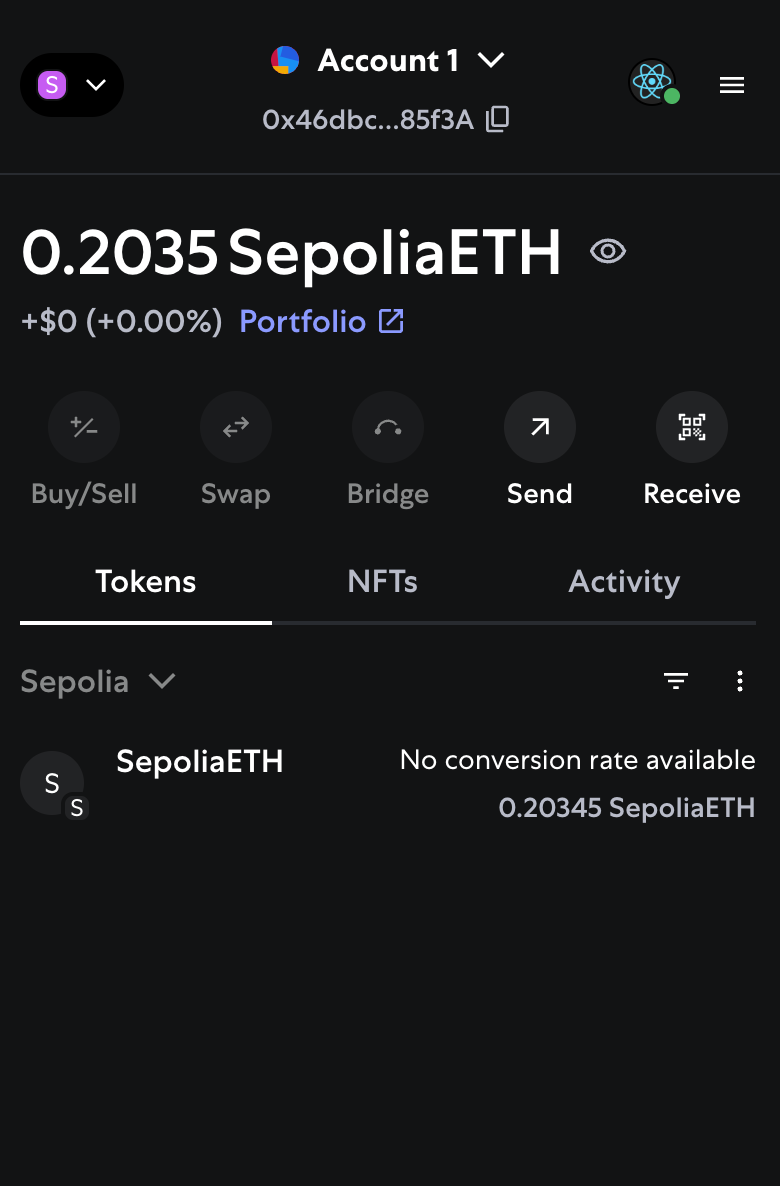 S
Account 1
0x46dbc...85f3A
0.2035 SepoliaETH
+$0 (+0.00%) Portfolio
Buy/Sell Swap Bridge Send Receive
Tokens NFTs Activity
Sepolia
S S SepoliaETH No conversion rate available
0.20345 SepoliaETH